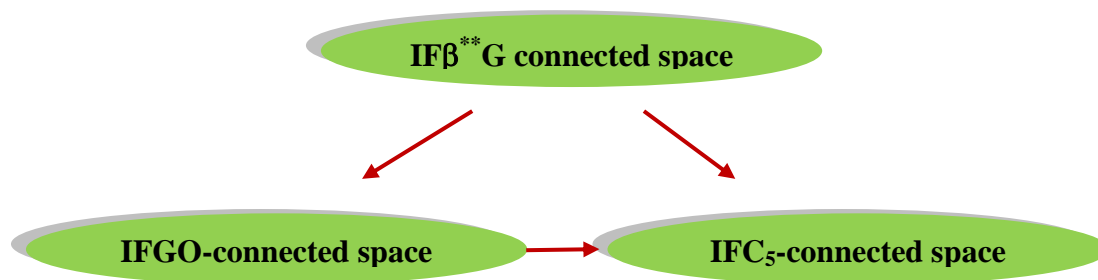 IFβ**G connected space
IFGO-connected space
IFC₅-connected space